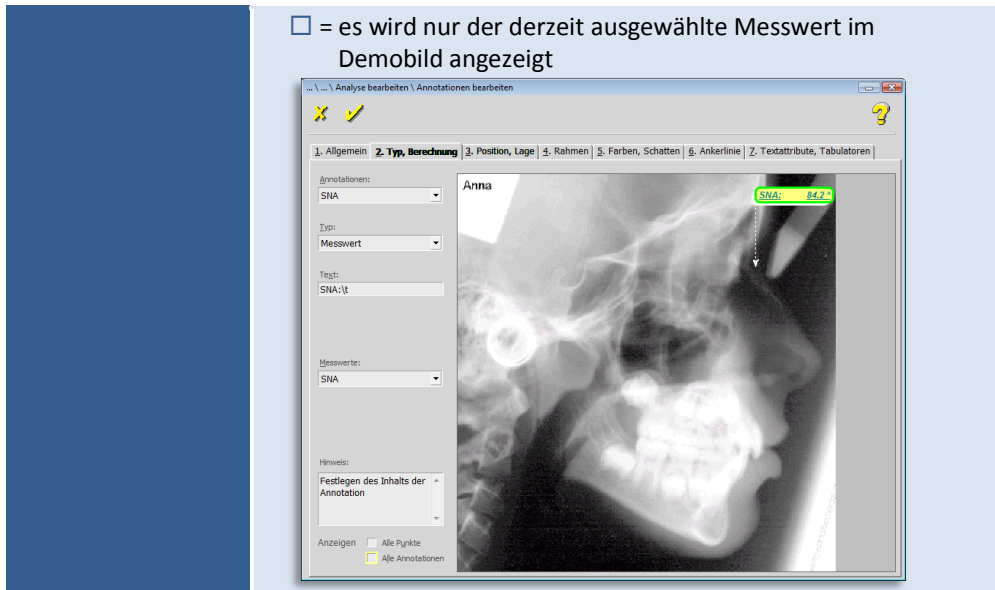 ☐ = es wird nur der derzeit ausgewählte Messwert im
Demobild angezeigt
... \ ... \ Analyse bearbeiten \ Annotationen bearbeiten
1. Allgemein 2. Typ, Berechnung 3. Position, Lage 4. Rahmen 5. Farben, Schatten 6. Ankerlinie 7. Textattribute, Tabulatoren
Annotationen:
SNA
Typ:
Messwert
Text:
SNA:\t
Messwerte:
SNA
Hinweis:
Festlegen des Inhalts der
Annotation
Anzeigen Alle Punkte
Alle Annotationen
Anna
SNA: 84,2 °